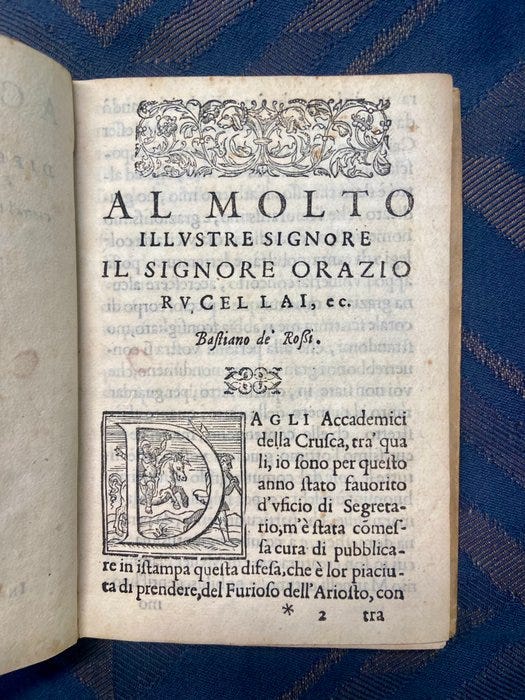 AL MOLTO
ILLVSTRE SIGNORE
IL SIGNORE ORAZIO
RVCELLAI, ec.
Baſtiano de' Roſſi.
DAGLI Accademici
della Cruſca, tra' qua
li, io ſono per queſto
anno ſtato fauorito
d'vficio di Segreta-
rio, m'è ſtata cõmeſ-
ſa cura di pubblica-
re in iſtampa queſta difeſa, che è lor piaciu-
ta di prendere, del Furioso dell'Arioſto, con
* 2 tra